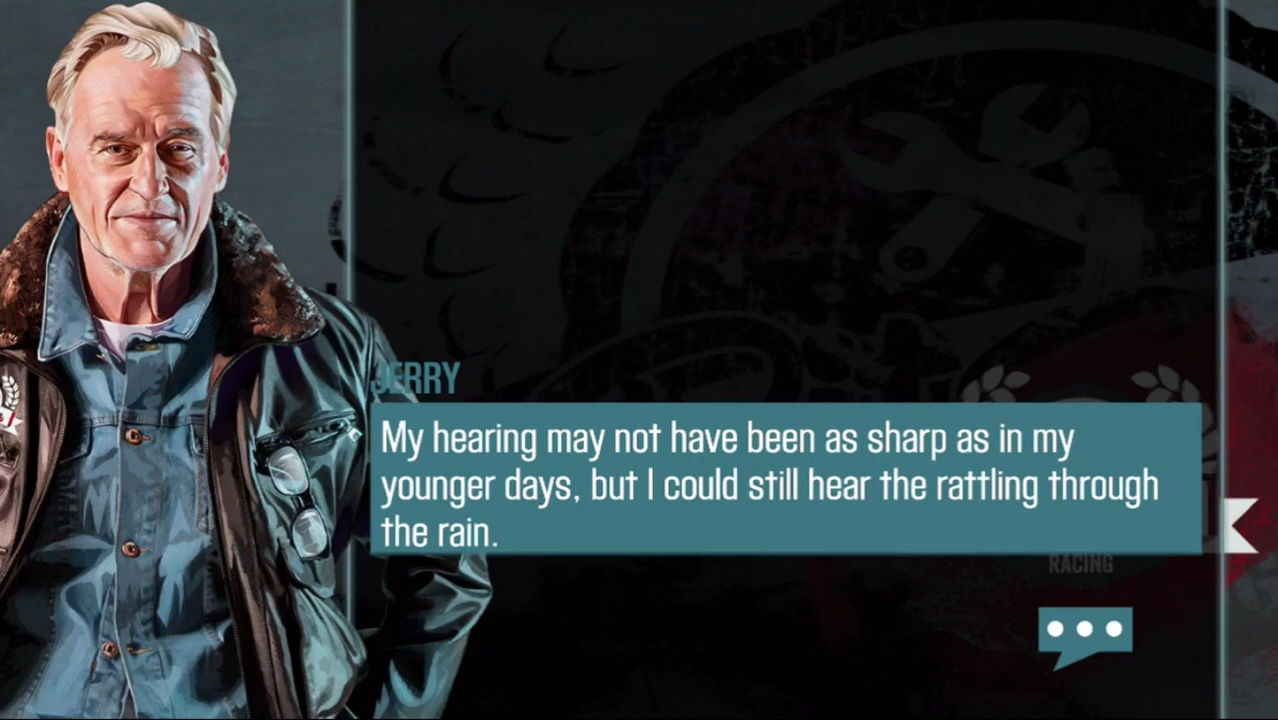 JERRY
My hearing may not have been as sharp as in my
younger days, but I could still hear the rattling through
the rain.
RACING